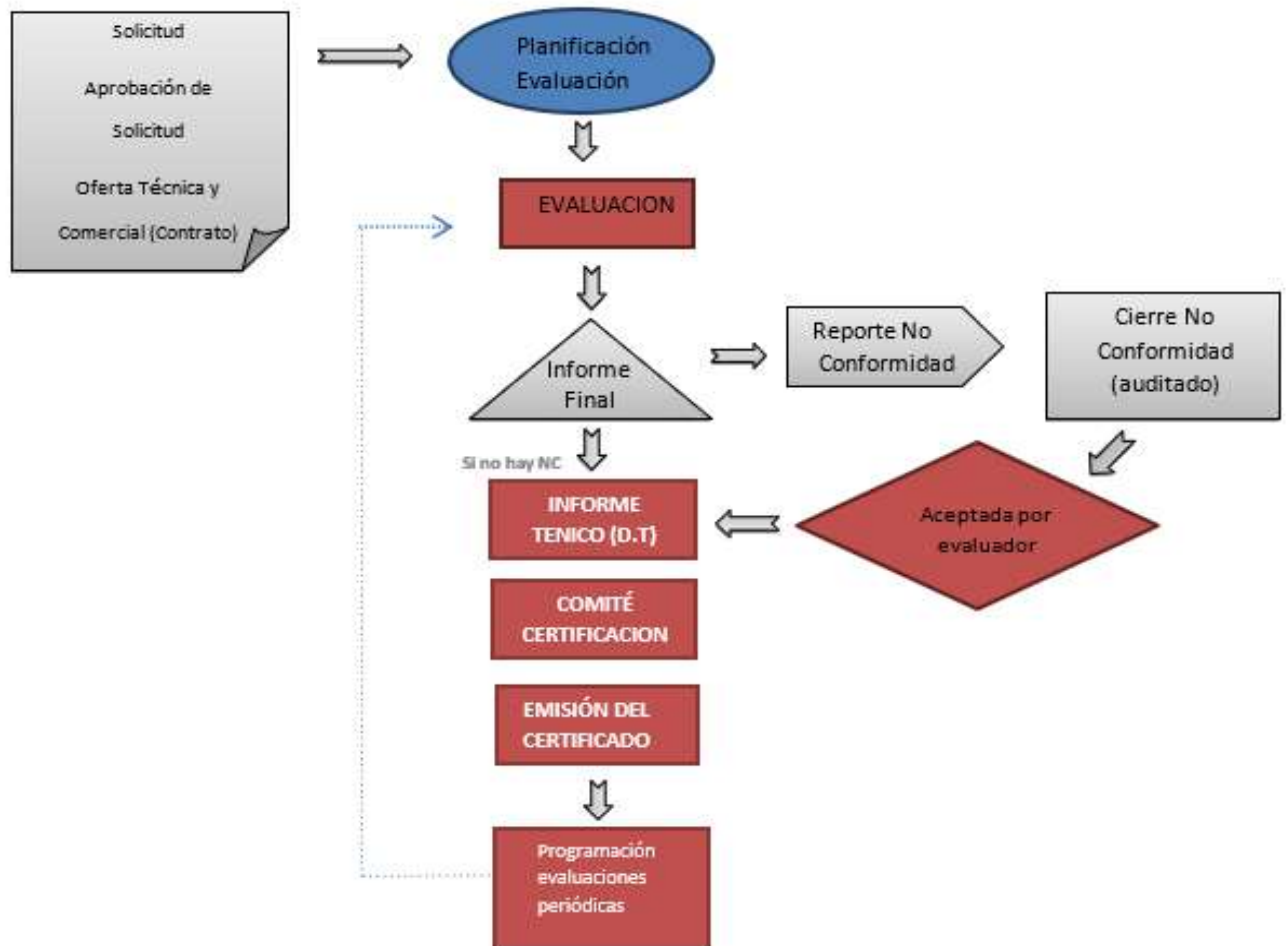 Solicitud
Aprobación de
Solicitud
Oferta Técnica y
Comercial (Contrato)
Planificación
Evaluación
EVALUACION
Informe
Final
Reporte No
Conformidad
Cierre No
Conformidad
(auditado)
Aceptada por
evaluador
Si no hay NC
INFORME
TENICO (D.T)
COMITÉ
CERTIFICACION
EMISIÓN DEL
CERTIFICADO
Programación
evaluaciones
periódicas